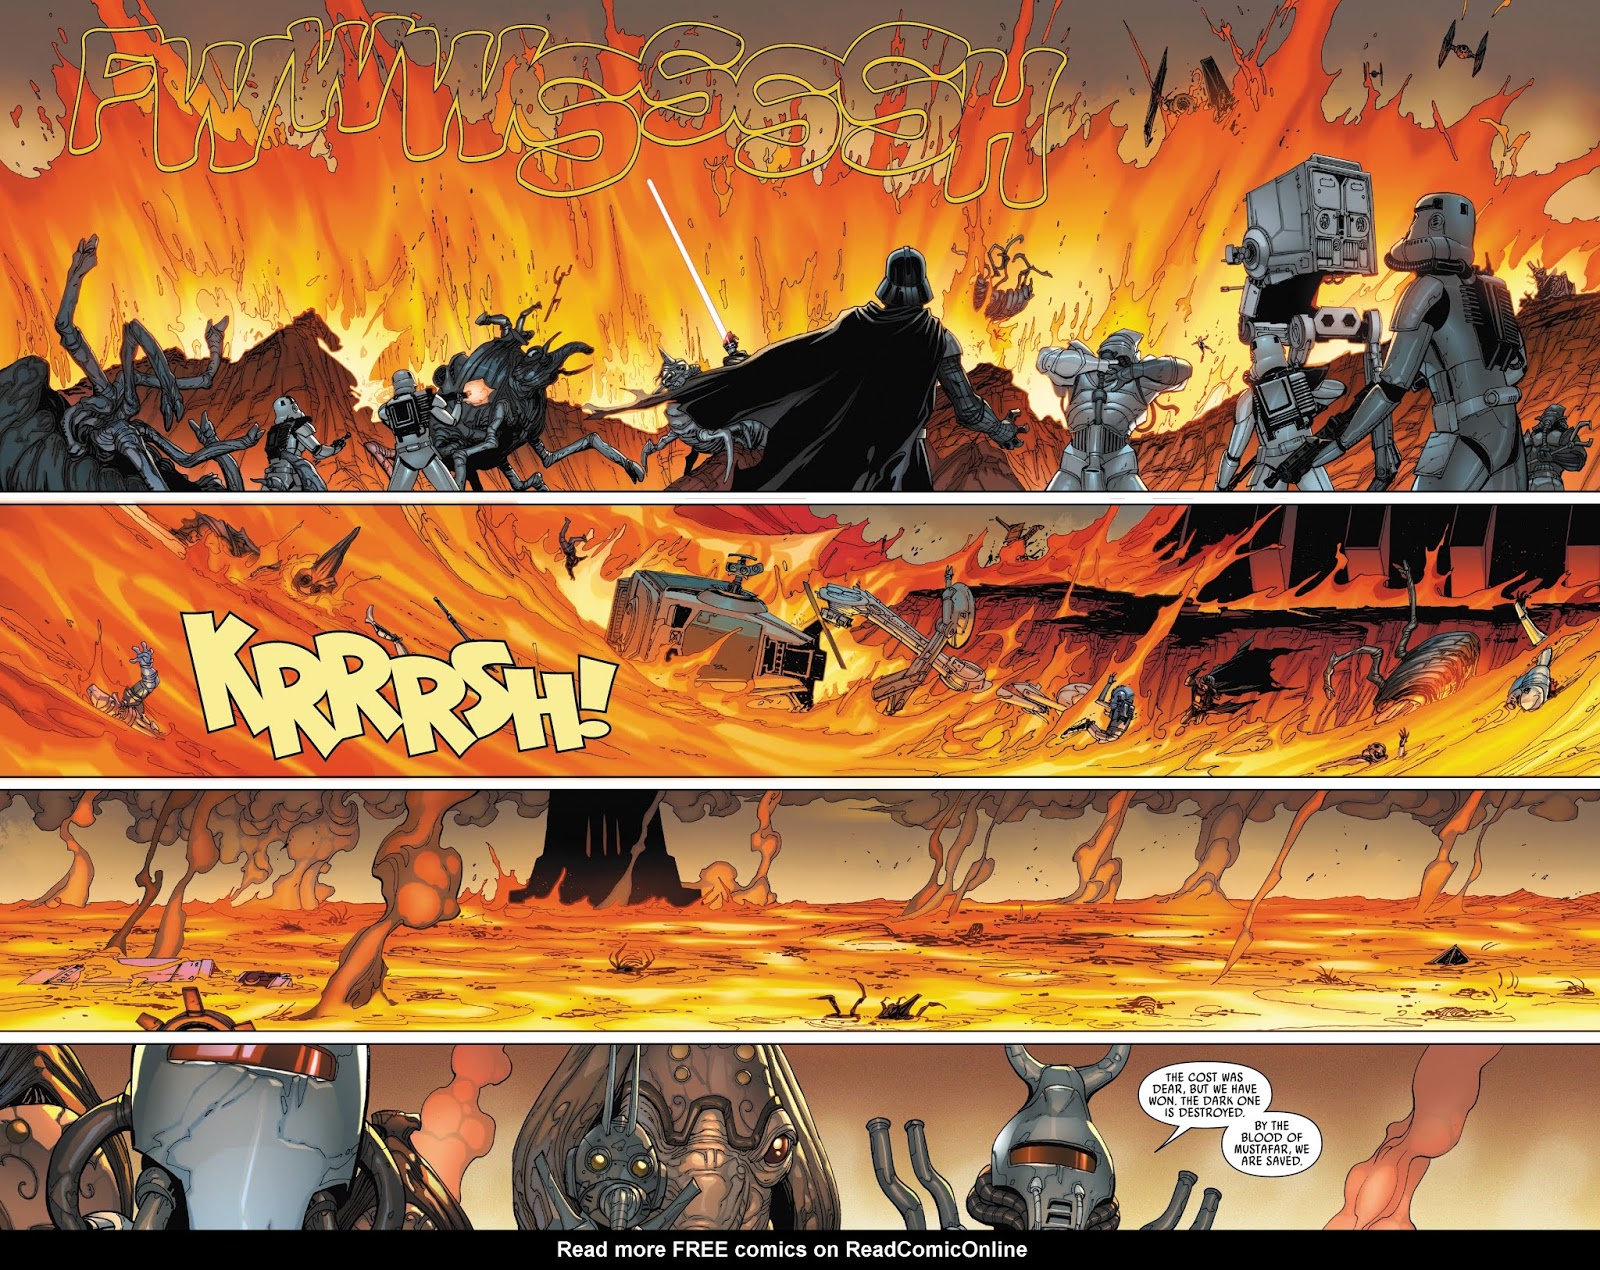 FWWWSSSSH
KRRRRSH!
THE COST WAS
DEAR, BUT WE HAVE
WON. THE DARK ONE
IS DESTROYED.
BY THE
BLOOD OF
MUSTAFAR, WE
ARE SAVED.
Read more FREE comics on ReadComicOnline